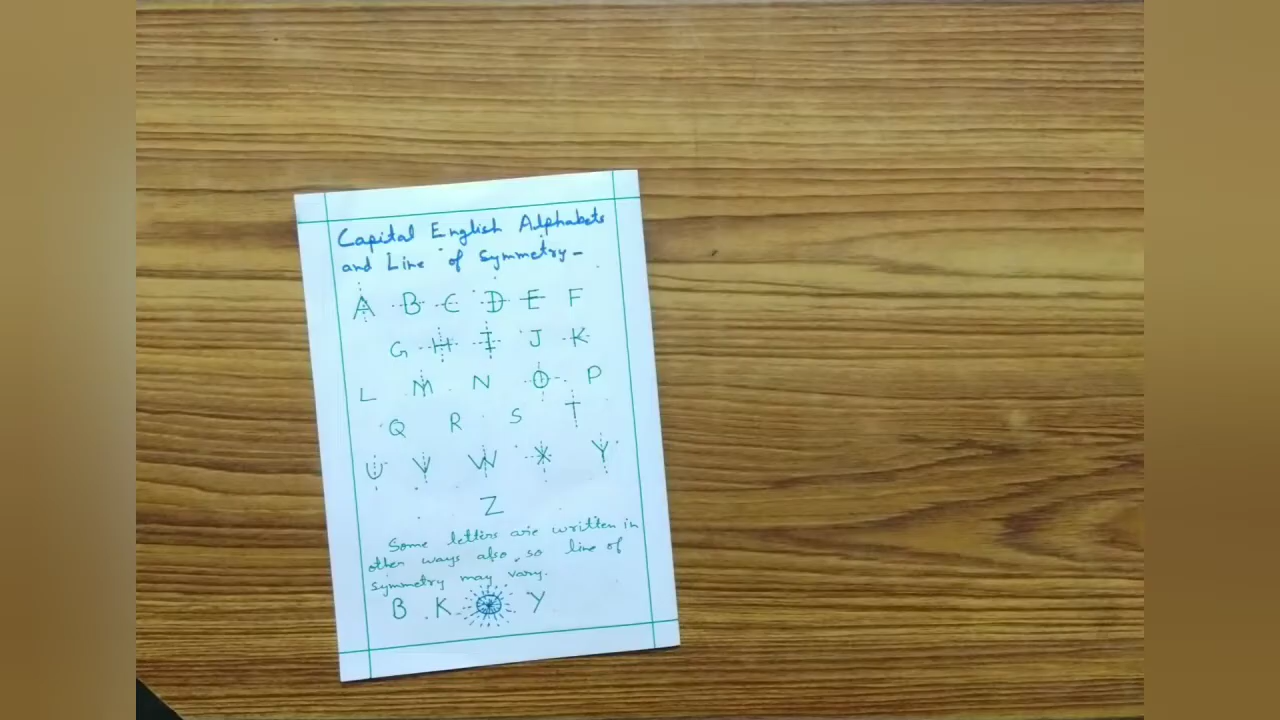 Capital English Alphabets
and Line of Symmetry-
A B C D E F
G H I J K
L M N O P
Q R S T
U V W X Y
Z
Some letters are written in
other ways also, so line of
symmetry may vary.
B K O Y